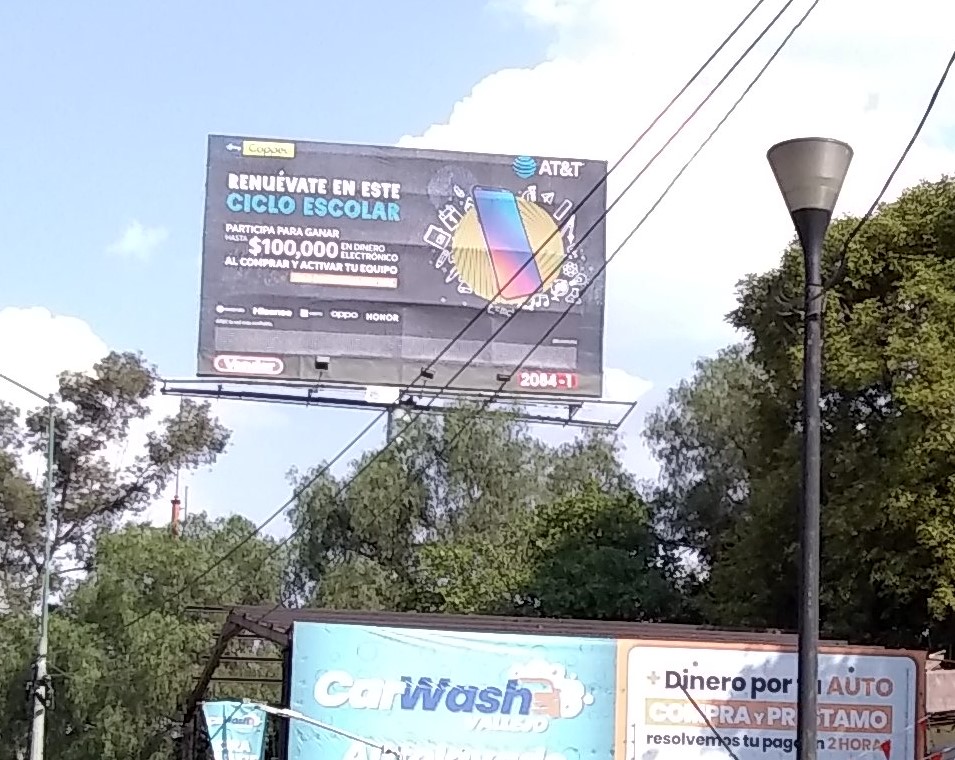 Coppel
AT&T
RENUÉVATE EN ESTE
CICLO ESCOLAR
PARTICIPA PARA GANAR
HASTA $100,000 EN DINERO ELECTRÓNICO
AL COMPRAR Y ACTIVAR TU EQUIPO
Hisense oppo HONOR
2084-1
CarWash
VALLEJO
+ Dinero por AUTO
COMPRA Y PRÉSTAMO
resolvemos tu pago en 2 HORAS
Wash